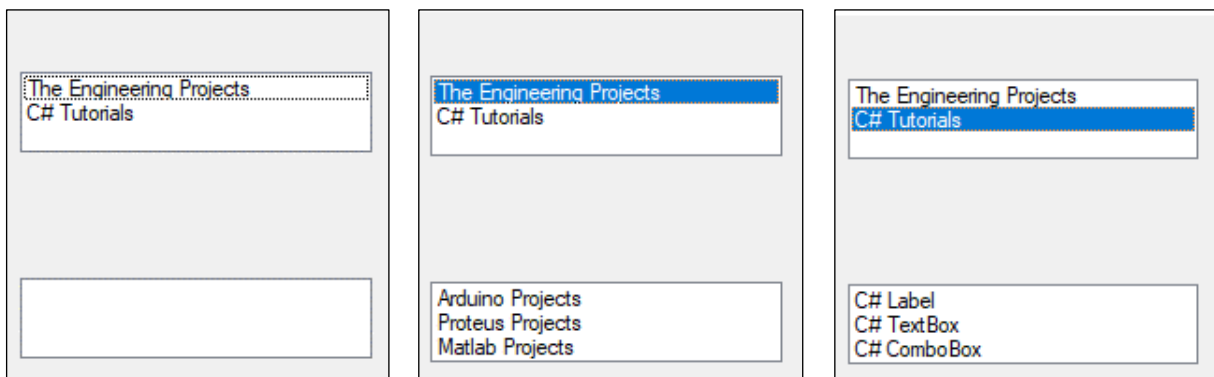 The Engineering Projects
C# Tutorials
The Engineering Projects
C# Tutorials
Arduino Projects
Proteus Projects
Matlab Projects
The Engineering Projects
C# Tutorials
C# Label
C# TextBox
C# ComboBox